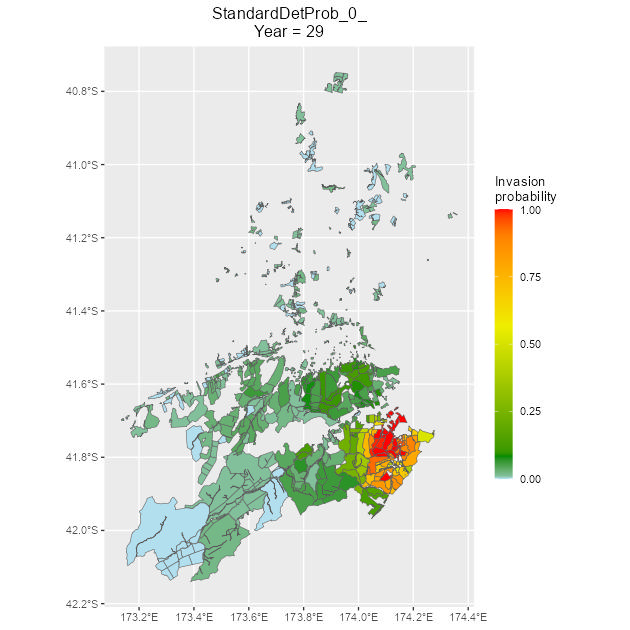 StandardDetProb_0_
Year = 29
40.8°S
41.0°S
41.2°S
41.4°S
41.6°S
41.8°S
42.0°S
42.2°S
173.2°E 173.4°E 173.6°E 173.8°E 174.0°E 174.2°E 174.4°E
Invasion
probability
1.00
0.75
0.50
0.25
0.00